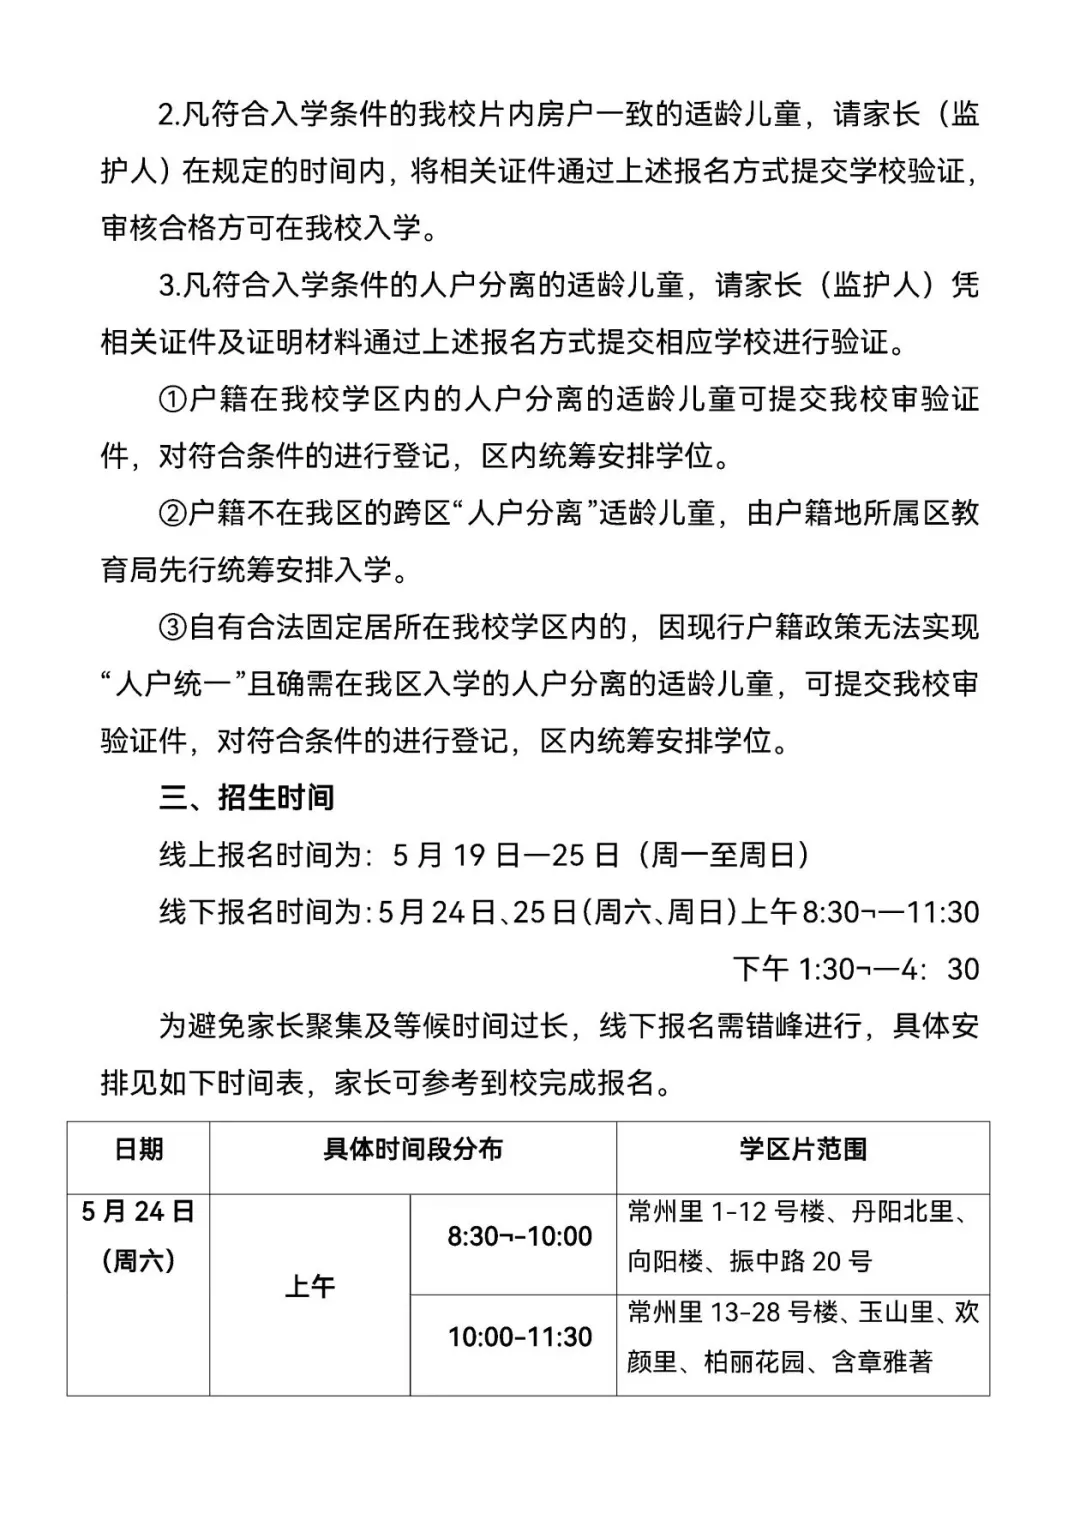 2.凡符合入学条件的我校片内房户一致的适龄儿童，请家长（监
护人）在规定的时间内，将相关证件通过上述报名方式提交学校验证，
审核合格方可在我校入学。
3.凡符合入学条件的人户分离的适龄儿童，请家长（监护人）凭
相关证件及证明材料通过上述报名方式提交相应学校进行验证。
①户籍在我校学区内的人户分离的适龄儿童可提交我校审验证
件，对符合条件的进行登记，区内统筹安排学位。
②户籍不在我区的跨区“人户分离”适龄儿童，由户籍地所属区教
育局先行统筹安排入学。
③自有合法固定居所在我校学区内的，因现行户籍政策无法实现
“人户统一”且确需在我区入学的人户分离的适龄儿童，可提交我校审
验证件，对符合条件的进行登记，区内统筹安排学位。
三、招生时间
线上报名时间为：5 月 19 日—25 日（周一至周日）
线下报名时间为：5月24日、25日（周六、周日）上午8:30¬—11:30
下午 1:30¬—4：30
为避免家长聚集及等候时间过长，线下报名需错峰进行，具体安
排见如下时间表，家长可参考到校完成报名。
日期 具体时间段分布 学区片范围
5 月 24 日
（周六）
上午
8:30¬-10:00
常州里 1-12 号楼、丹阳北里、
向阳楼、振中路 20 号
10:00-11:30
常州里 13-28 号楼、玉山里、欢
颜里、柏丽花园、含章雅著